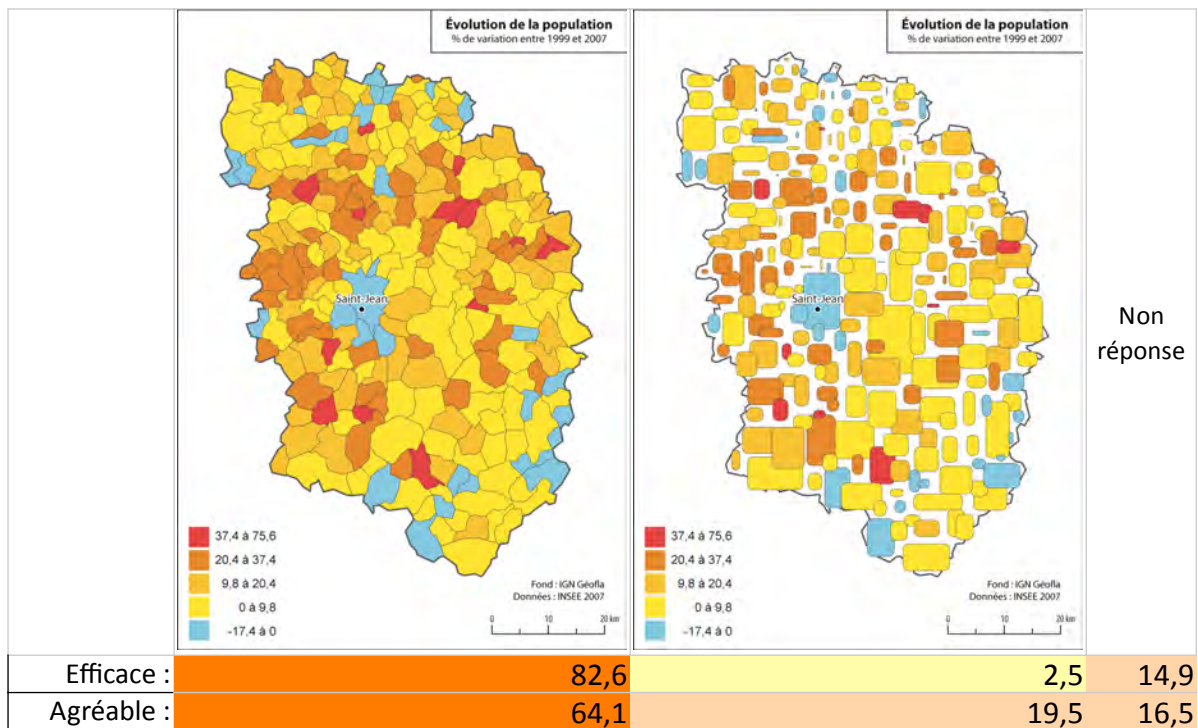 Évolution de la population
% de variation entre 1999 et 2007
Saint-Jean
37,4 à 75,6
20,4 à 37,4
9,8 à 20,4
0 à 9,8
-17,4 à 0
Fond : IGN Géofla
Données : INSEE 2007
0 10 20 km
Évolution de la population
% de variation entre 1999 et 2007
Saint-Jean
37,4 à 75,6
20,4 à 37,4
9,8 à 20,4
0 à 9,8
-17,4 à 0
Fond : IGN Géofla
Données : INSEE 2007
0 10 20 km
Non
réponse
Efficace : 82,6 2,5 14,9
Agréable : 64,1 19,5 16,5